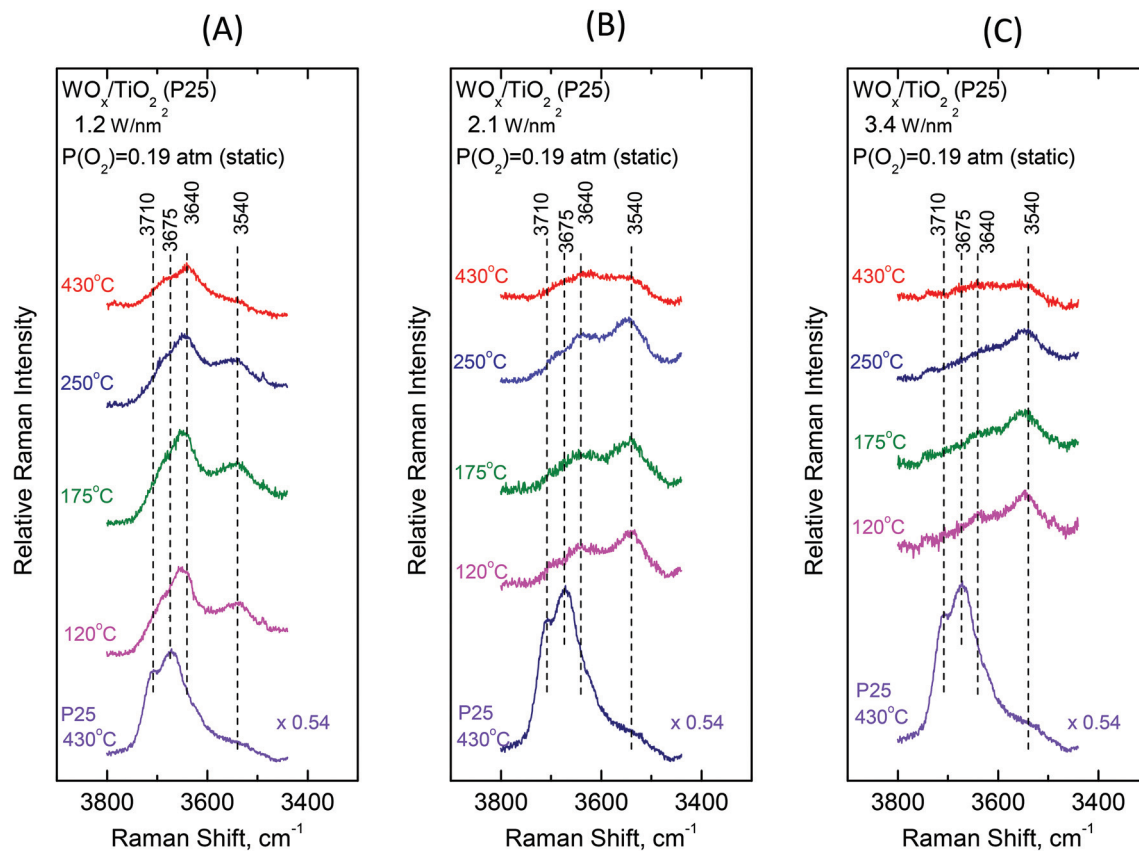 (A)
WOₓ/TiO₂ (P25)
1.2 W/nm²
P(O₂)=0.19 atm (static)
3710
3675
3640
3540
430°C
250°C
175°C
120°C
P25
430°C
x 0.54
3800
3600
3400
Relative Raman Intensity
Raman Shift, cm⁻¹
(B)
WOₓ/TiO₂ (P25)
2.1 W/nm²
P(O₂)=0.19 atm (static)
3710
3675
3640
3540
430°C
250°C
175°C
120°C
P25
430°C
x 0.54
3800
3600
3400
Relative Raman Intensity
Raman Shift, cm⁻¹
(C)
WOₓ/TiO₂ (P25)
3.4 W/nm²
P(O₂)=0.19 atm (static)
3710
3675
3640
3540
430°C
250°C
175°C
120°C
P25
430°C
x 0.54
3800
3600
3400
Relative Raman Intensity
Raman Shift, cm⁻¹